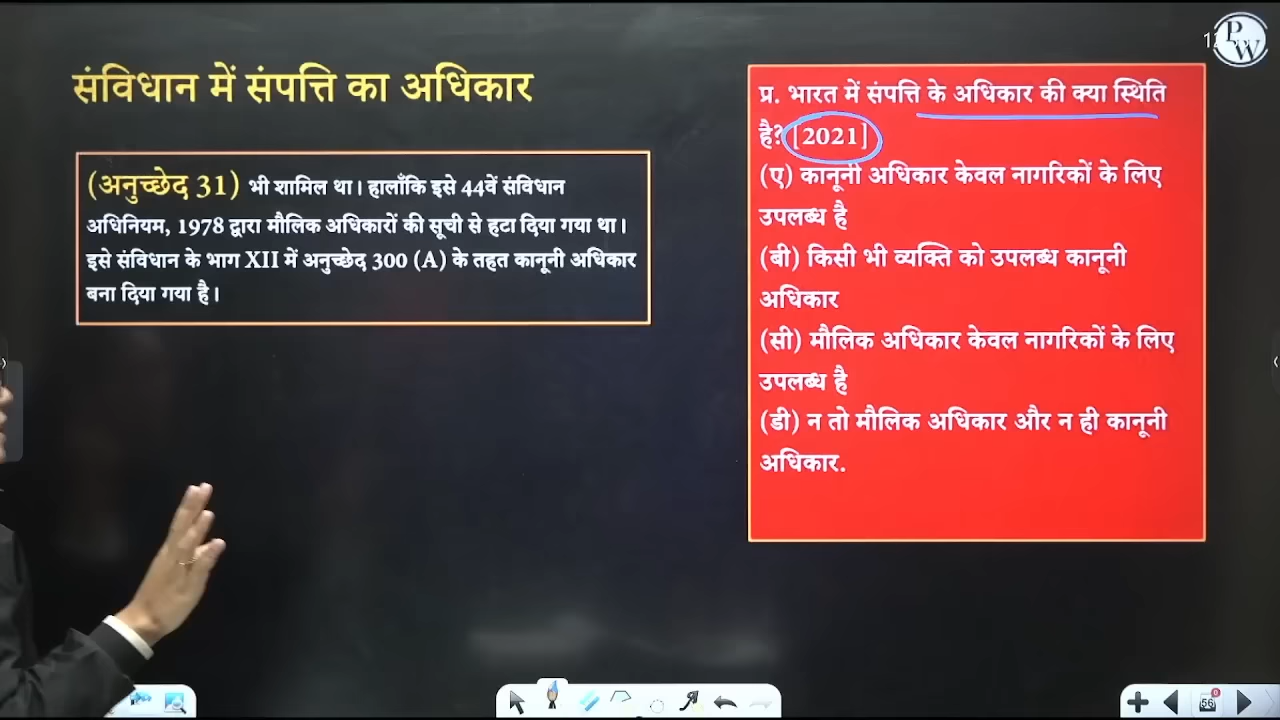 संविधान में संपत्ति का अधिकार
(अनुच्छेद 31) भी शामिल था। हालाँकि इसे 44वें संविधान
अधिनियम, 1978 द्वारा मौलिक अधिकारों की सूची से हटा दिया गया था।
इसे संविधान के भाग XII में अनुच्छेद 300 (A) के तहत कानूनी अधिकार
बना दिया गया है।
प्र. भारत में संपत्ति के अधिकार की क्या स्थिति
है? [2021]
(ए) कानूनी अधिकार केवल नागरिकों के लिए
उपलब्ध है
(बी) किसी भी व्यक्ति को उपलब्ध कानूनी
अधिकार
(सी) मौलिक अधिकार केवल नागरिकों के लिए
उपलब्ध है
(डी) न तो मौलिक अधिकार और न ही कानूनी
अधिकार.
PW
56